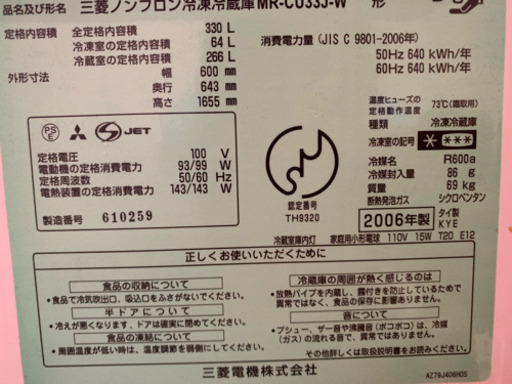 品名及び形名 三菱ノンフロン冷凍冷蔵庫 MR-CU33J-W 形
定格内容積 全定格内容積 330 L
冷凍室の定格内容積 64 L
冷蔵室の定格内容積 266 L
外形寸法 幅 600 mm
奥行 643 mm
高さ 1655 mm
PSE JET
定格電圧 100 V
電動機の定格消費電力 93/99 W
定格周波数 50/60 Hz
電熱装置の定格消費電力 143/143 W
製造番号 610259
消費電力量 (JIS C 9801-2006年)
50Hz 640 kWh/年
60Hz 640 kWh/年
認定番号
TH9320
温度ヒューズの定格動作温度 73℃(霜取用)
種類 冷凍冷蔵庫
冷凍室の記号 ****
冷媒名 R600a
冷媒封入量 86 g
質量 69 kg
断熱発泡ガス シクロペンタン
2006年製 タイ製 KYE
冷蔵室庫内灯 家庭用小形電球 110V 15W T20 E12
正しくお使いいただくために
食品の収納について
・食品で冷気吹出口、吸込口をふさがないでください。
半ドアについて
・冷えが悪くなります、ドアは確実に閉めてください。
食品の凍結について
・周囲温度が低い時は、温度調節を弱側にしてください。
冷蔵庫の周囲が熱く感じるのは
・放熱パイプを内蔵し、露付きを防止しているためで異常ではなく、食品の保存に影響ありません。
音について
・プシュー、ザー音や沸騰音(ポコポコ)は、冷媒(ガス)の流れる音で、異常ではありません。
その他詳しくは取扱説明書をお読みください。
三菱電機株式会社
AZ79J406H05